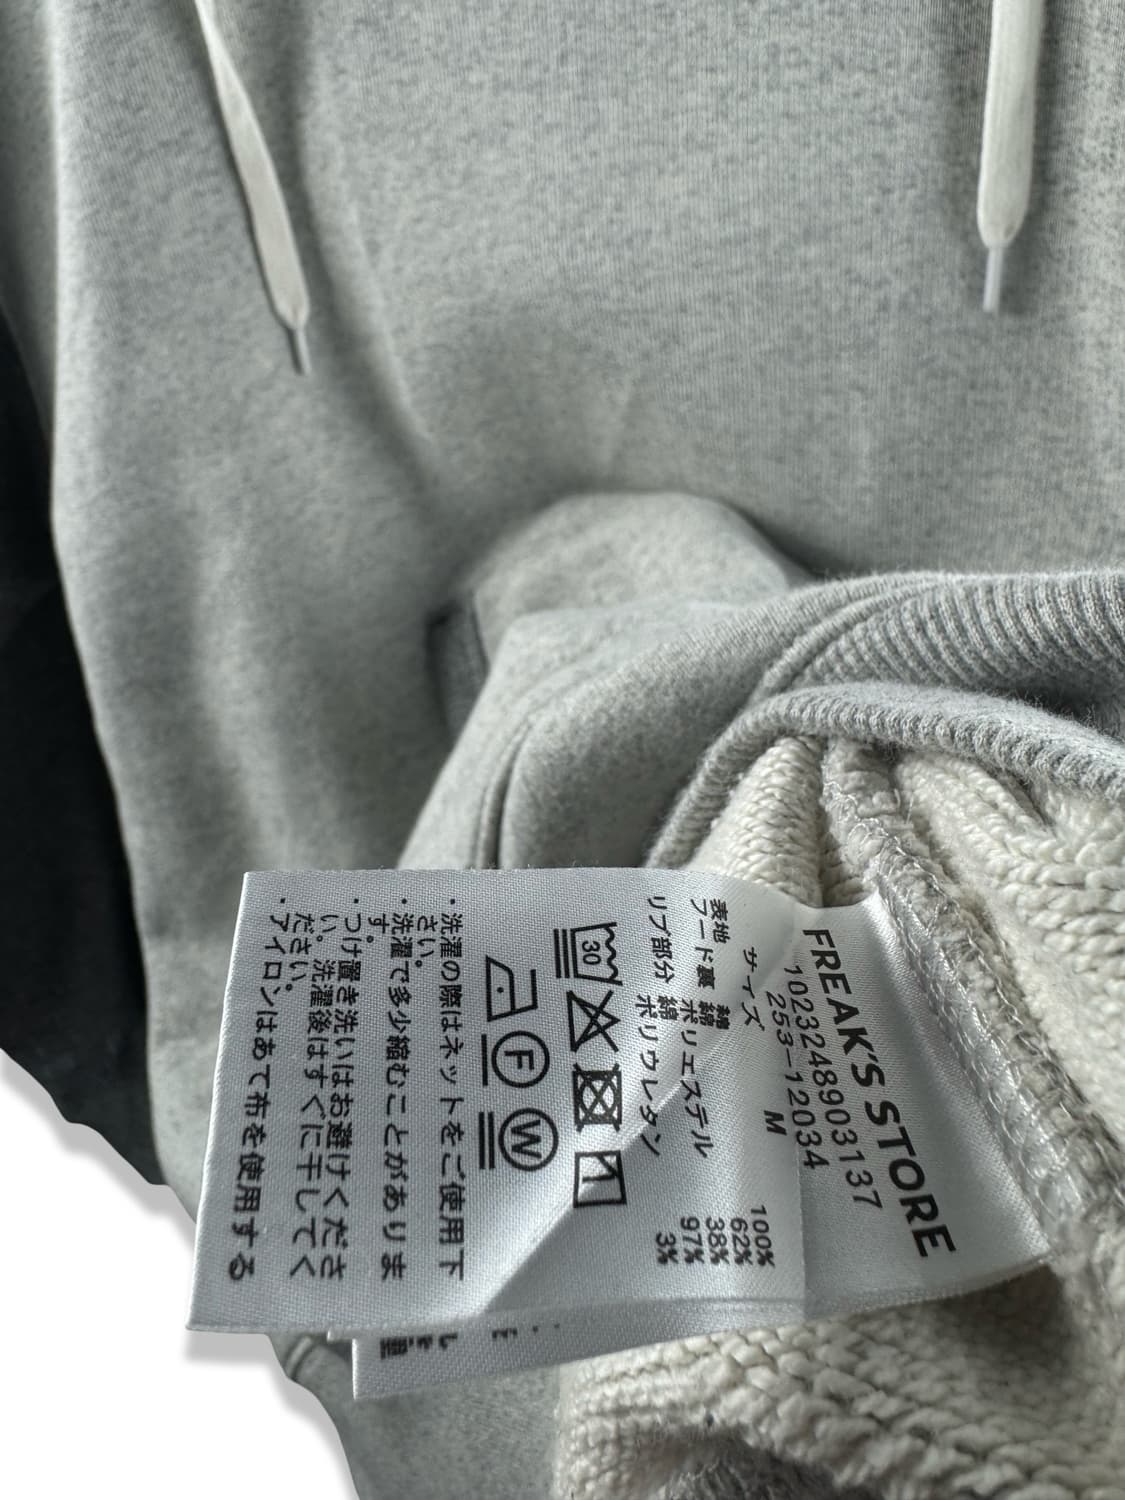 FREAK'S STORE
1023248903137
253-12034
サイズ M
表地 綿 100%
フード裏 綿 62%
ポリエステル 38%
リブ部分 綿 97%
ポリウレタン 3%
30
F W
・洗濯の際はネットをご使用下
さい。
・洗濯で多少縮むことがありま
す。
・つけ置き洗いはお避けくださ
い。洗濯後はすぐに干してく
ださい。
・アイロンはあて布を使用する